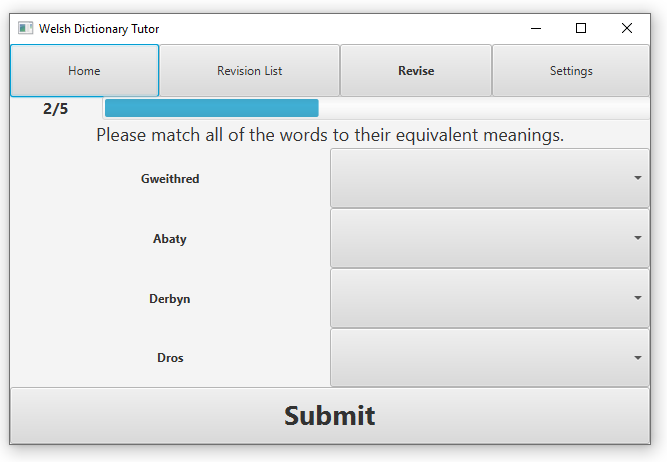 Welsh Dictionary Tutor
Home Revision List Revise Settings
2/5
Please match all of the words to their equivalent meanings.
Gweithred
Abaty
Derbyn
Dros
Submit